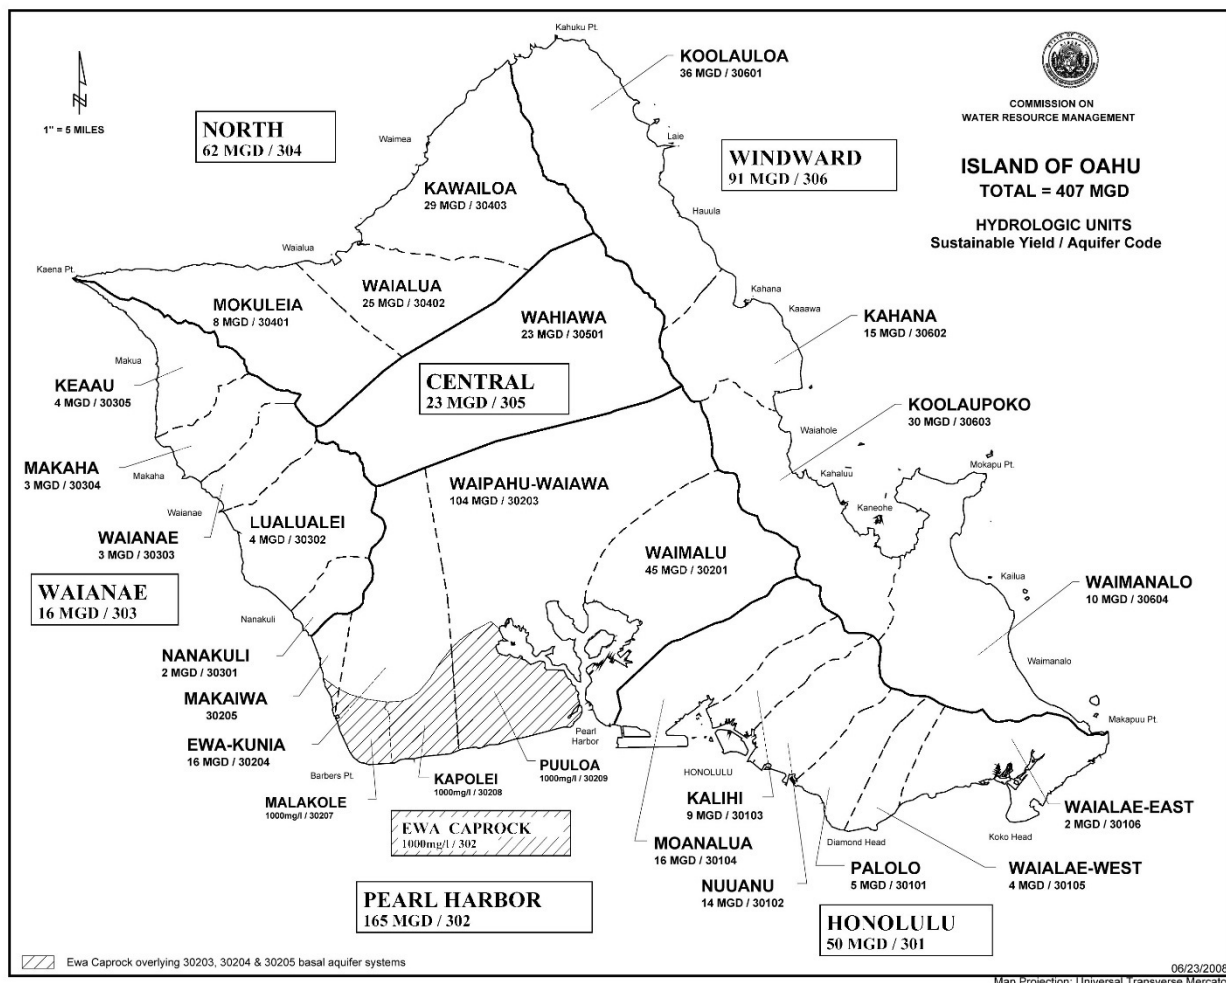 Kahuku Pt.
KOOLAULOA
36 MGD / 30601
COMMISSION ON
WATER RESOURCE MANAGEMENT
1" = 5 MILES
NORTH
62 MGD / 304
Waimea
Laie
WINDWARD
91 MGD / 306
ISLAND OF OAHU
TOTAL = 407 MGD
HYDROLOGIC UNITS
Sustainable Yield / Aquifer Code
KAWAILOA
29 MGD / 30403
Hauula
Waialua
Kaena Pt.
WAIALUA
25 MGD / 30402
MOKULEIA
8 MGD / 30401
Kahana
Kaaawa
WAHIAWA
23 MGD / 30501
KAHANA
15 MGD / 30602
Makua
KEAAU
4 MGD / 30305
CENTRAL
23 MGD / 305
KOOLAUPOKO
30 MGD / 30603
Waiahole
MAKAHA
3 MGD / 30304
Makaha
Kahaluu
Mokapu Pt.
WAIPAHU-WAIAWA
104 MGD / 30203
Kaneohe
Waianae
WAIANAE
3 MGD / 30303
LUALUALEI
4 MGD / 30302
WAIMALU
45 MGD / 30201
Kailua
WAIMANALO
10 MGD / 30604
WAIANAE
16 MGD / 303
Nanakuli
NANAKULI
2 MGD / 30301
Waimanalo
MAKAIWA
30205
Makapuu Pt.
EWA-KUNIA
16 MGD / 30204
Pearl
Harbor
PUULOA
1000mg/l / 30209
Barbers Pt.
KAPOLEI
1000mg/l / 30208
HONOLULU
MALAKOLE
1000mg/l / 30207
KALIHI
9 MGD / 30103
WAIALAE-EAST
2 MGD / 30106
EWA CAPROCK
1000mg/l / 302
MOANALUA
16 MGD / 30104
Diamond Head
Koko Head
PALOLO
5 MGD / 30101
WAIALAE-WEST
4 MGD / 30105
NUUANU
14 MGD / 30102
PEARL HARBOR
165 MGD / 302
HONOLULU
50 MGD / 301
Ewa Caprock overlying 30203, 30204 & 30205 basal aquifer systems
06/23/2008
Map Projection: Universal Transverse Mercato